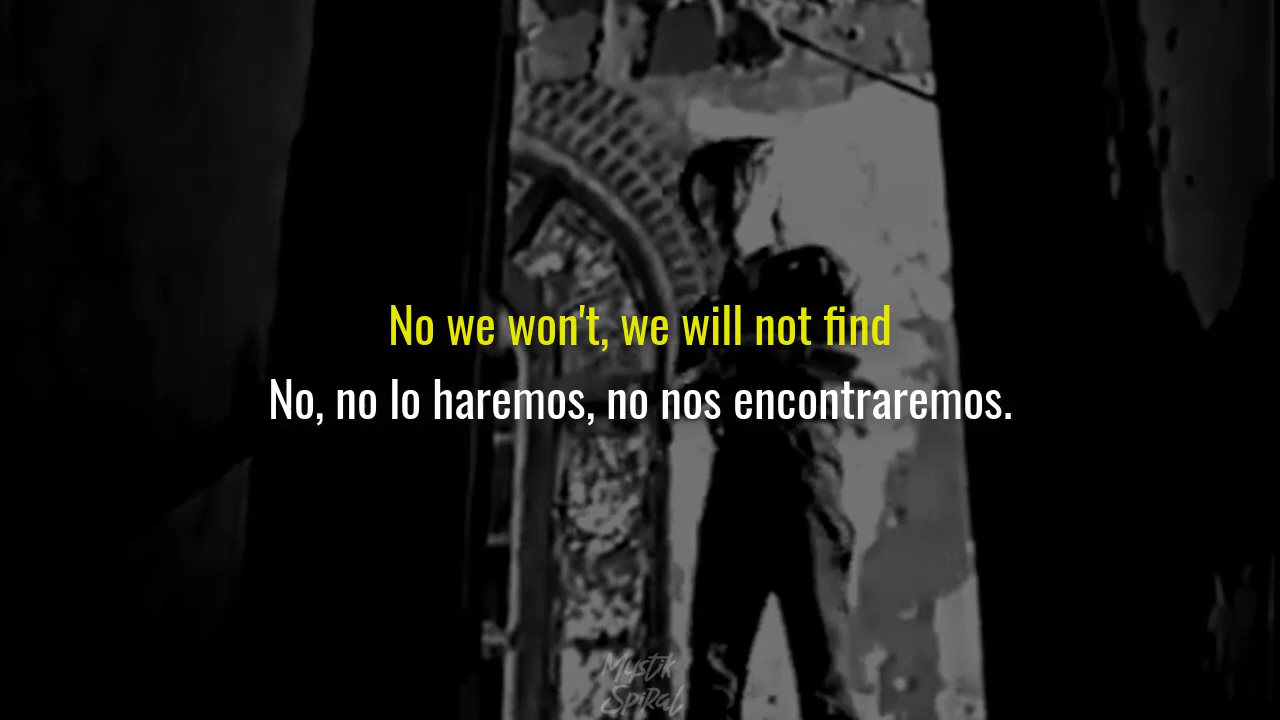 No we won't, we will not find
No, no lo haremos, no nos encontraremos.
Mystik
Spiral